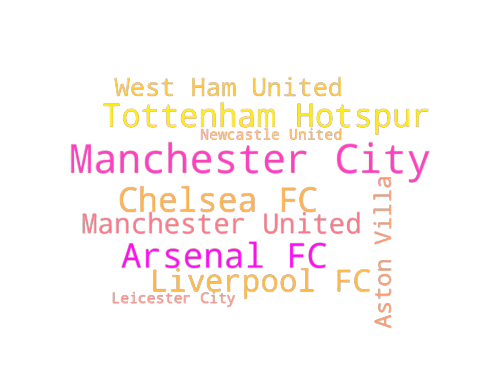 West Ham United
Tottenham Hotspur
Newcastle United
Manchester City
Chelsea FC
Manchester United
Arsenal FC
Liverpool FC
Leicester City
Aston Villa